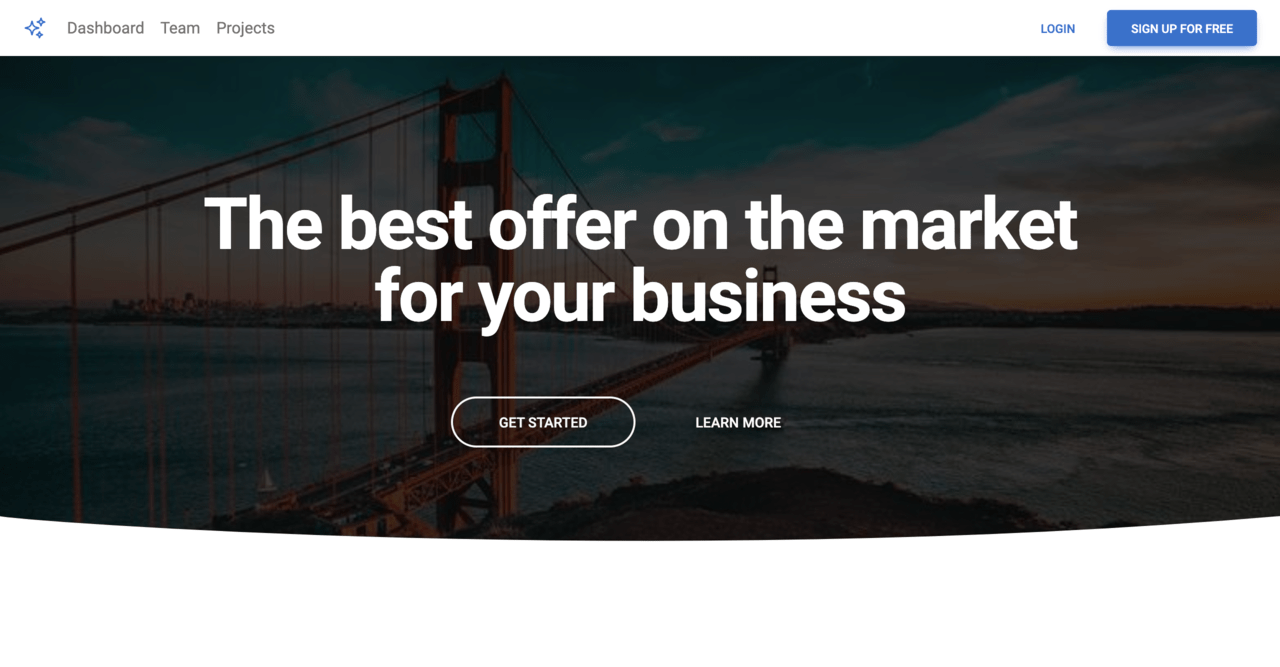 Dashboard Team Projects LOGIN SIGN UP FOR FREE
The best offer on the market
for your business
GET STARTED LEARN MORE